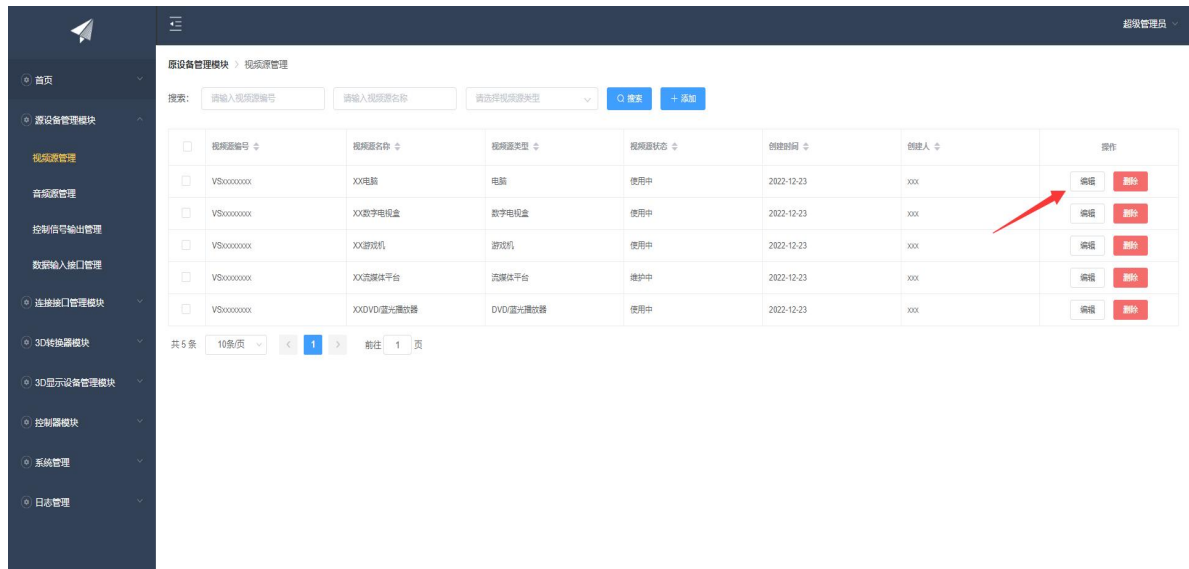 超级管理员
原设备管理模块 > 视频源管理
搜索: 请输入视频源编号 请输入视频源名称 请选择视频源类型 搜索 + 添加
首页
源设备管理模块
视频源管理
音频源管理
控制信号输出管理
数据输入接口管理
连接接口管理模块
3D转换器模块
3D显示设备管理模块
控制器模块
系统管理
日志管理
视频源编号 视频源名称 视频源类型 视频源状态 创建时间 创建人 操作
VSxxxxxxxx XX电脑 电脑 使用中 2022-12-23 xxx 编辑 删除
VSxxxxxxxx XX数字电视盒 数字电视盒 使用中 2022-12-23 xxx 编辑 删除
VSxxxxxxxx XX游戏机 游戏机 使用中 2022-12-23 xxx 编辑 删除
VSxxxxxxxx XX流媒体平台 流媒体平台 维护中 2022-12-23 xxx 编辑 删除
VSxxxxxxxx XXDVD/蓝光播放器 DVD/蓝光播放器 使用中 2022-12-23 xxx 编辑 删除
共 5 条 10条/页 < 1 > 前往 1 页